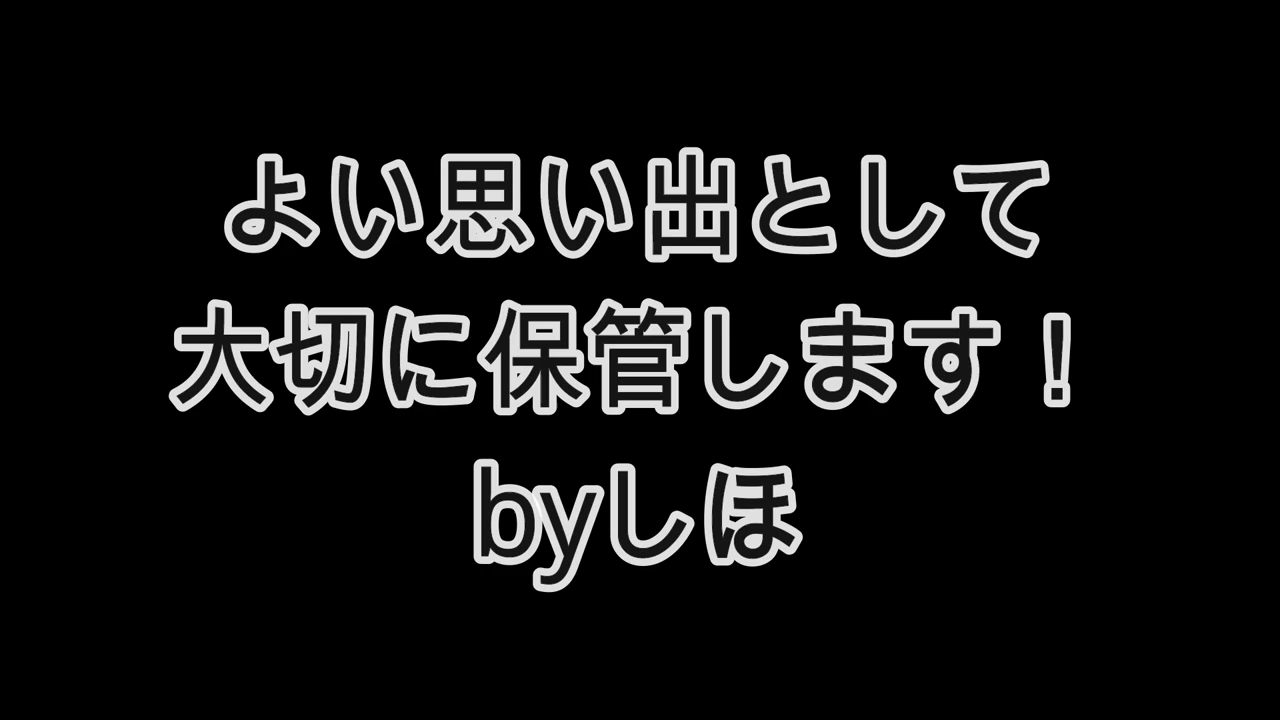 よい思い出として
大切に保管します！
byしほ